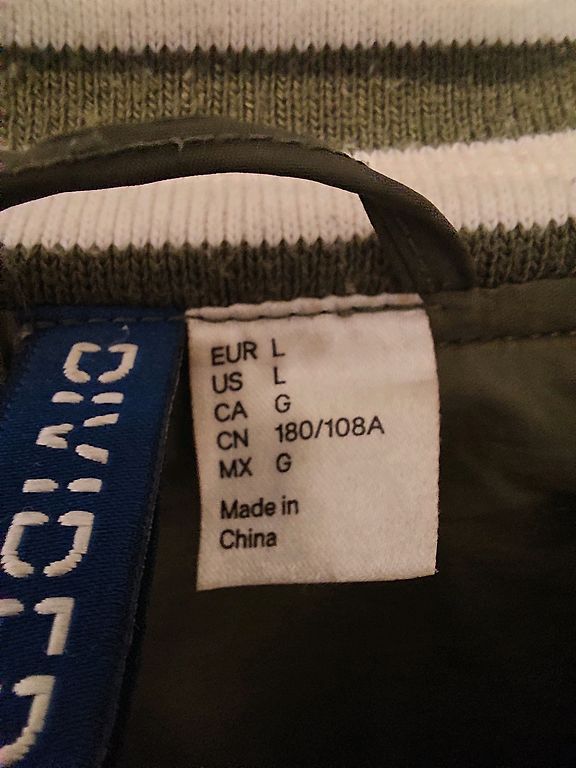 EUR L
US L
CA G
CN 180/108A
MX G
Made in
China